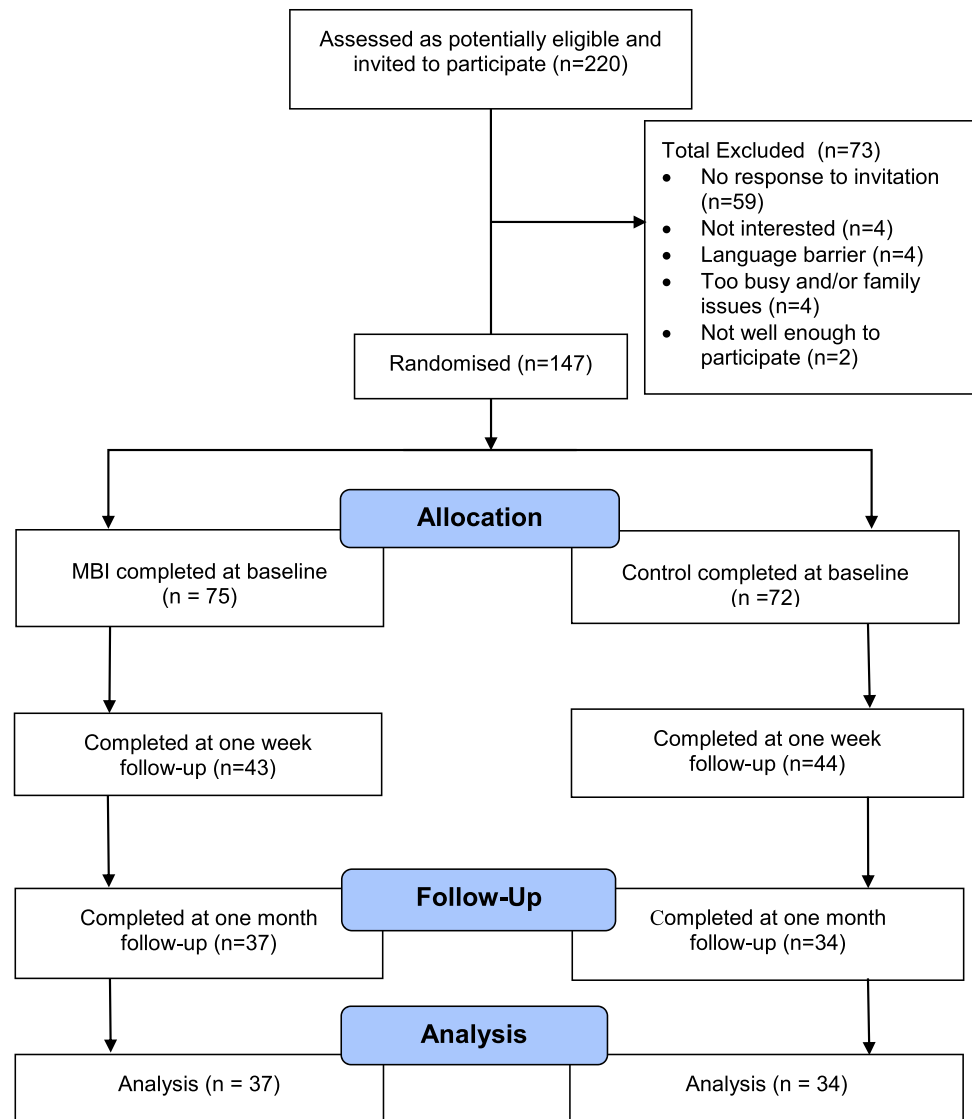 Assessed as potentially eligible and
invited to participate (n=220)
Total Excluded  (n=73)
• No response to invitation
(n=59)
• Not interested (n=4)
• Language barrier (n=4)
• Too busy and/or family
issues (n=4)
• Not well enough to
participate (n=2)
Randomised (n=147)
Allocation
MBI completed at baseline
(n = 75)
Control completed at baseline
(n =72)
Completed at one week
follow-up (n=43)
Completed at one week
follow-up (n=44)
Follow-Up
Completed at one month
follow-up (n=37)
Completed at one month
follow-up (n=34)
Analysis
Analysis (n = 37)
Analysis (n = 34)